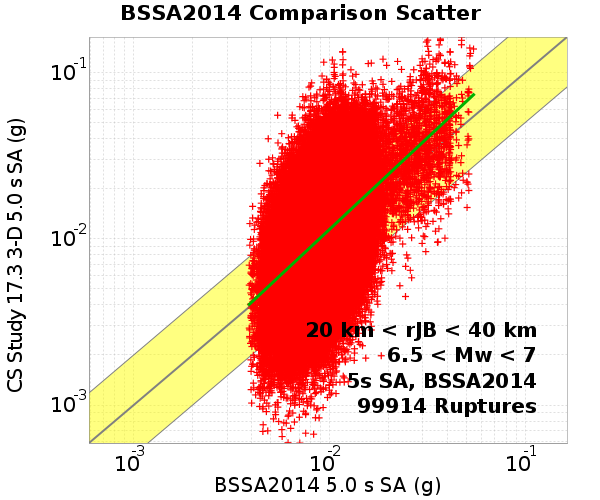 BSSA2014 Comparison Scatter
CS Study 17.3 3-D 5.0 s SA (g)
10-1
10-2
10-3
20 km < rJB < 40 km
6.5 < Mw < 7
5s SA, BSSA2014
99914 Ruptures
10-3 10-2 10-1
BSSA2014 5.0 s SA (g)